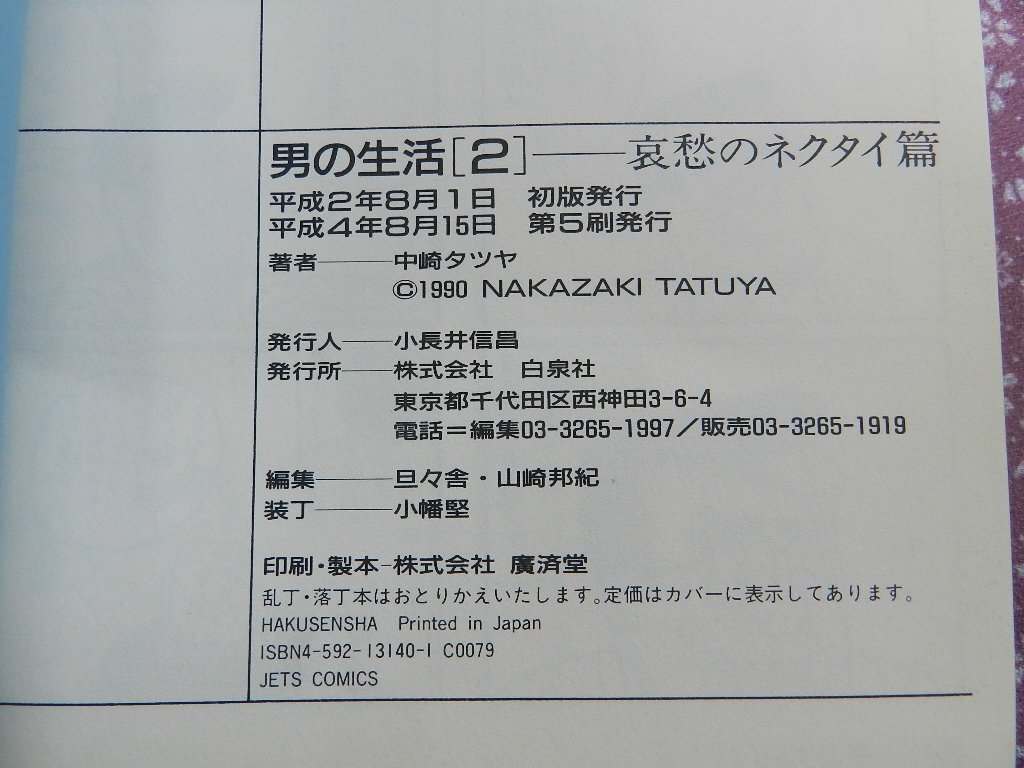 男の生活[2]――哀愁のネクタイ篇
平成2年8月1日　初版発行
平成4年8月15日　第5刷発行
著者―――中崎タツヤ
©1990 NAKAZAKI TATUYA
発行人――小長井信昌
発行所――株式会社　白泉社
東京都千代田区西神田3-6-4
電話=編集03-3265-1997／販売03-3265-1919
編集―――旦々舎・山崎邦紀
装丁―――小幡堅
印刷・製本-株式会社 廣済堂
乱丁・落丁本はおとりかえいたします。定価はカバーに表示してあります。
HAKUSENSHA Printed in Japan
ISBN4-592-13140-1 C0079
JETS COMICS